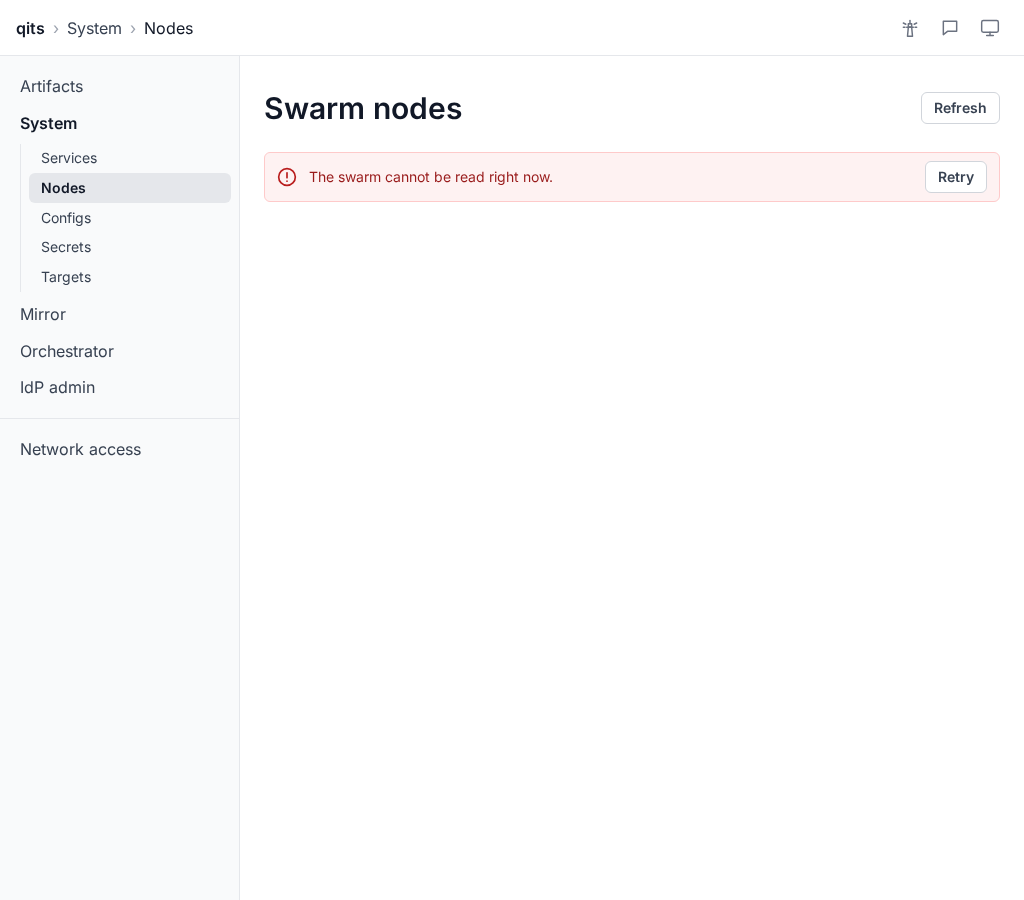 qits › System › Nodes
Artifacts
System
Services
Nodes
Configs
Secrets
Targets
Mirror
Orchestrator
IdP admin
Network access
Swarm nodes
Refresh
The swarm cannot be read right now.
Retry